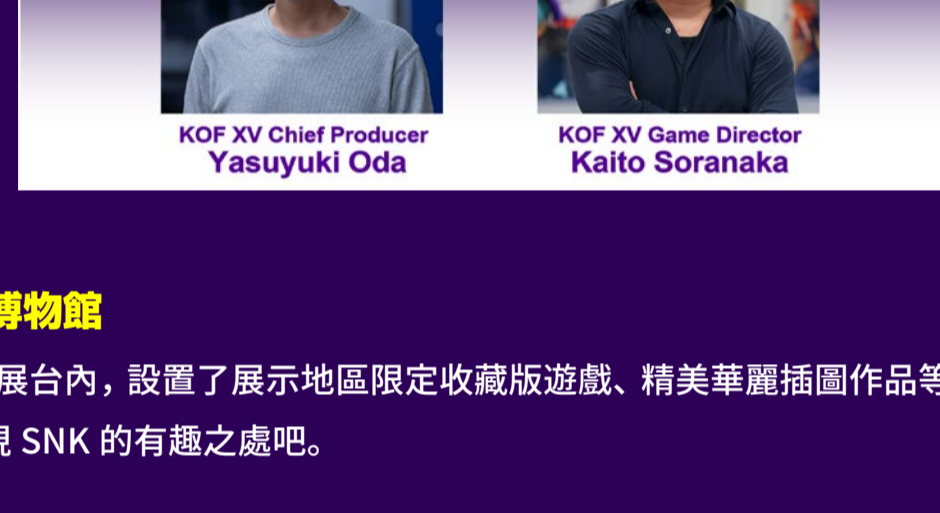 KOF XV Chief Producer
Yasuyuki Oda
KOF XV Game Director
Kaito Soranaka
博物館
展台內，設置了展示地區限定收藏版遊戲、精美華麗插圖作品等
現 SNK 的有趣之處吧。